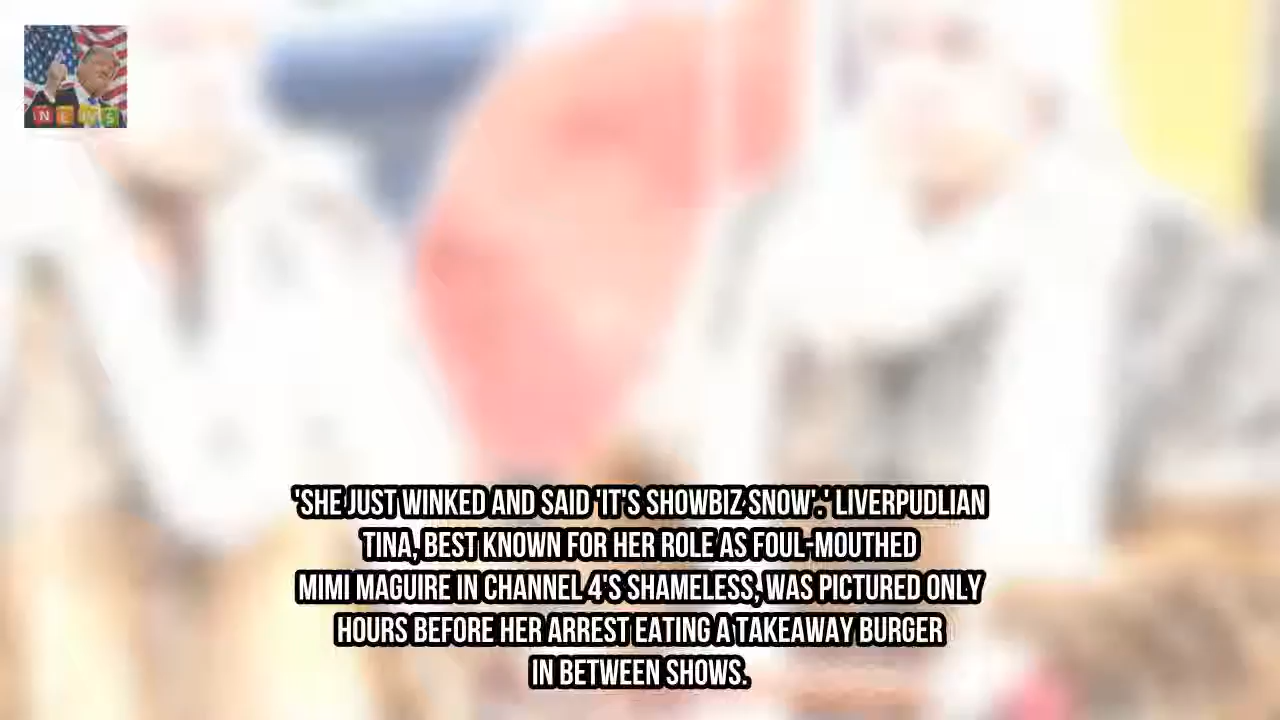 NEWS
'SHE JUST WINKED AND SAID 'IT'S SHOWBIZ SNOW'.' LIVERPUDLIAN
TINA, BEST KNOWN FOR HER ROLE AS FOUL-MOUTHED
MIMI MAGUIRE IN CHANNEL 4'S SHAMELESS, WAS PICTURED ONLY
HOURS BEFORE HER ARREST EATING A TAKEAWAY BURGER
IN BETWEEN SHOWS.